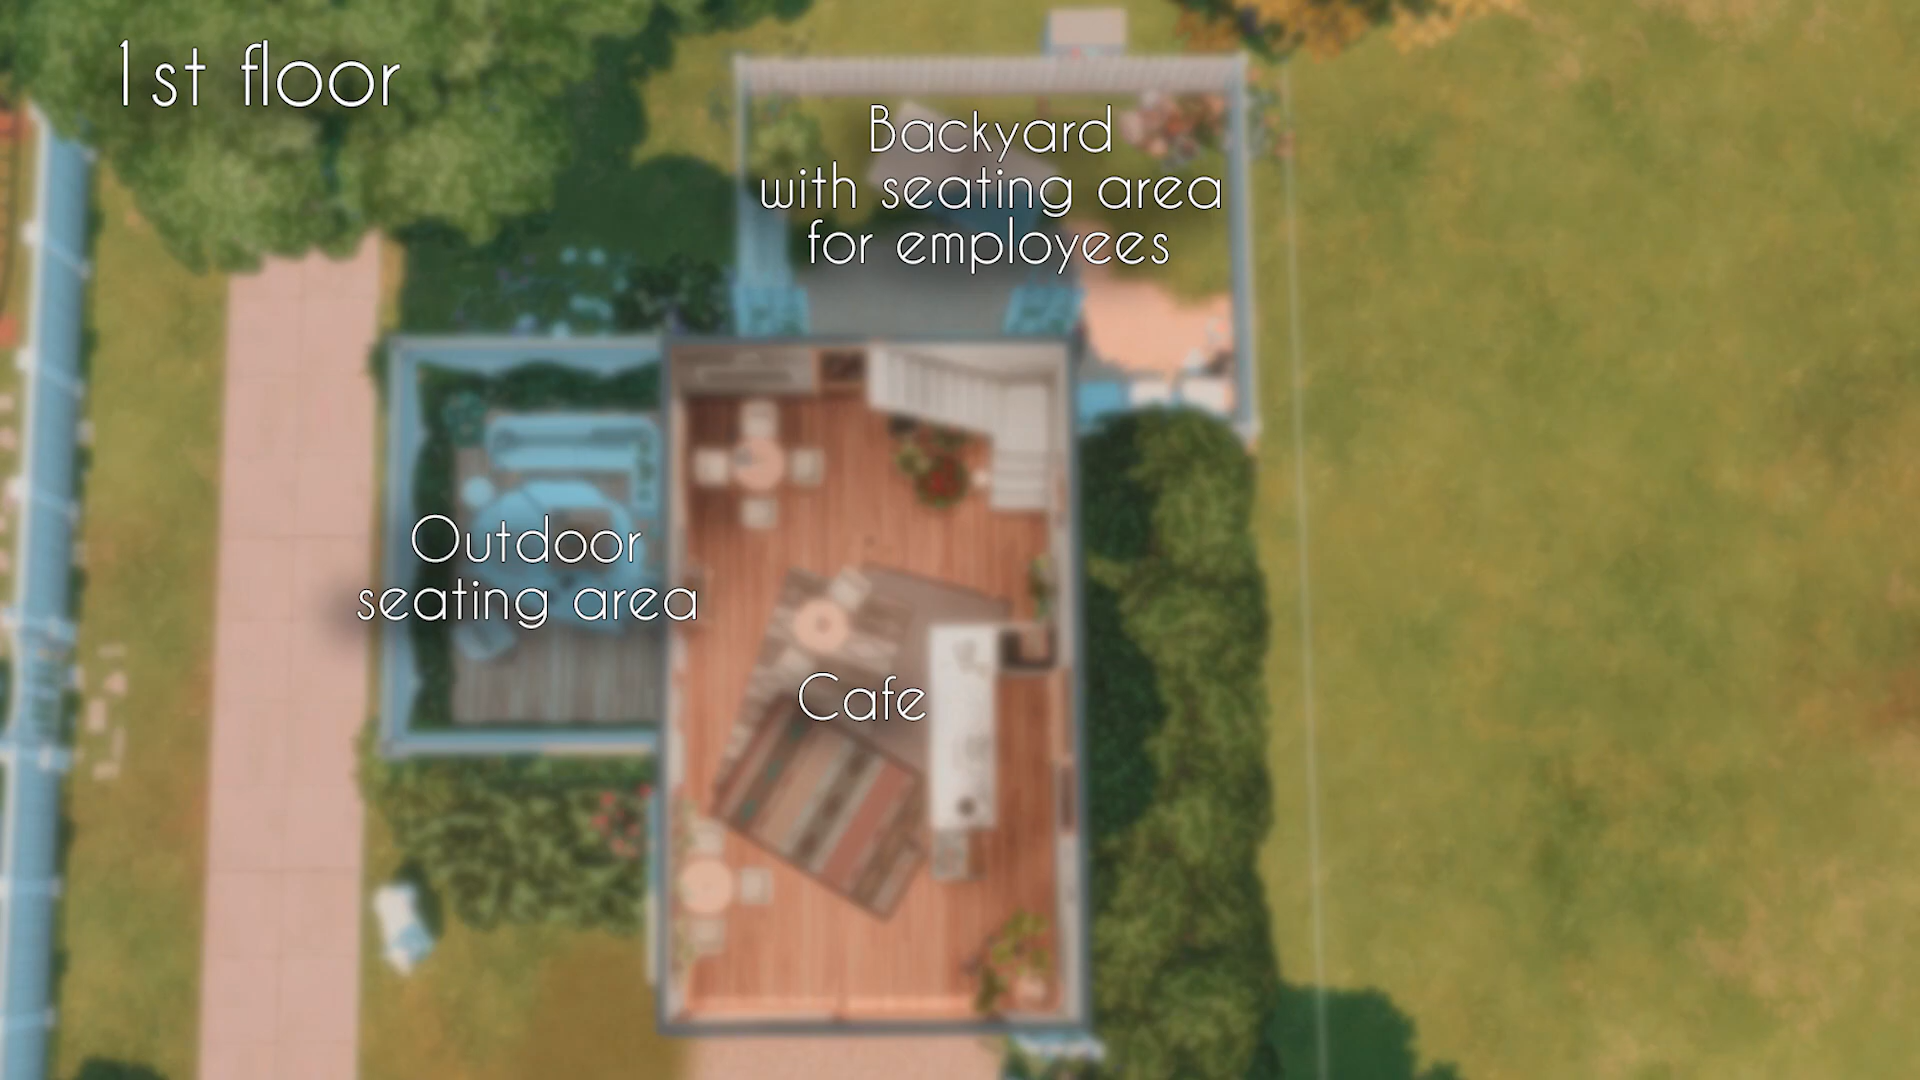 1st floor
Backyard
with seating area
for employees
Outdoor
seating area
Cafe